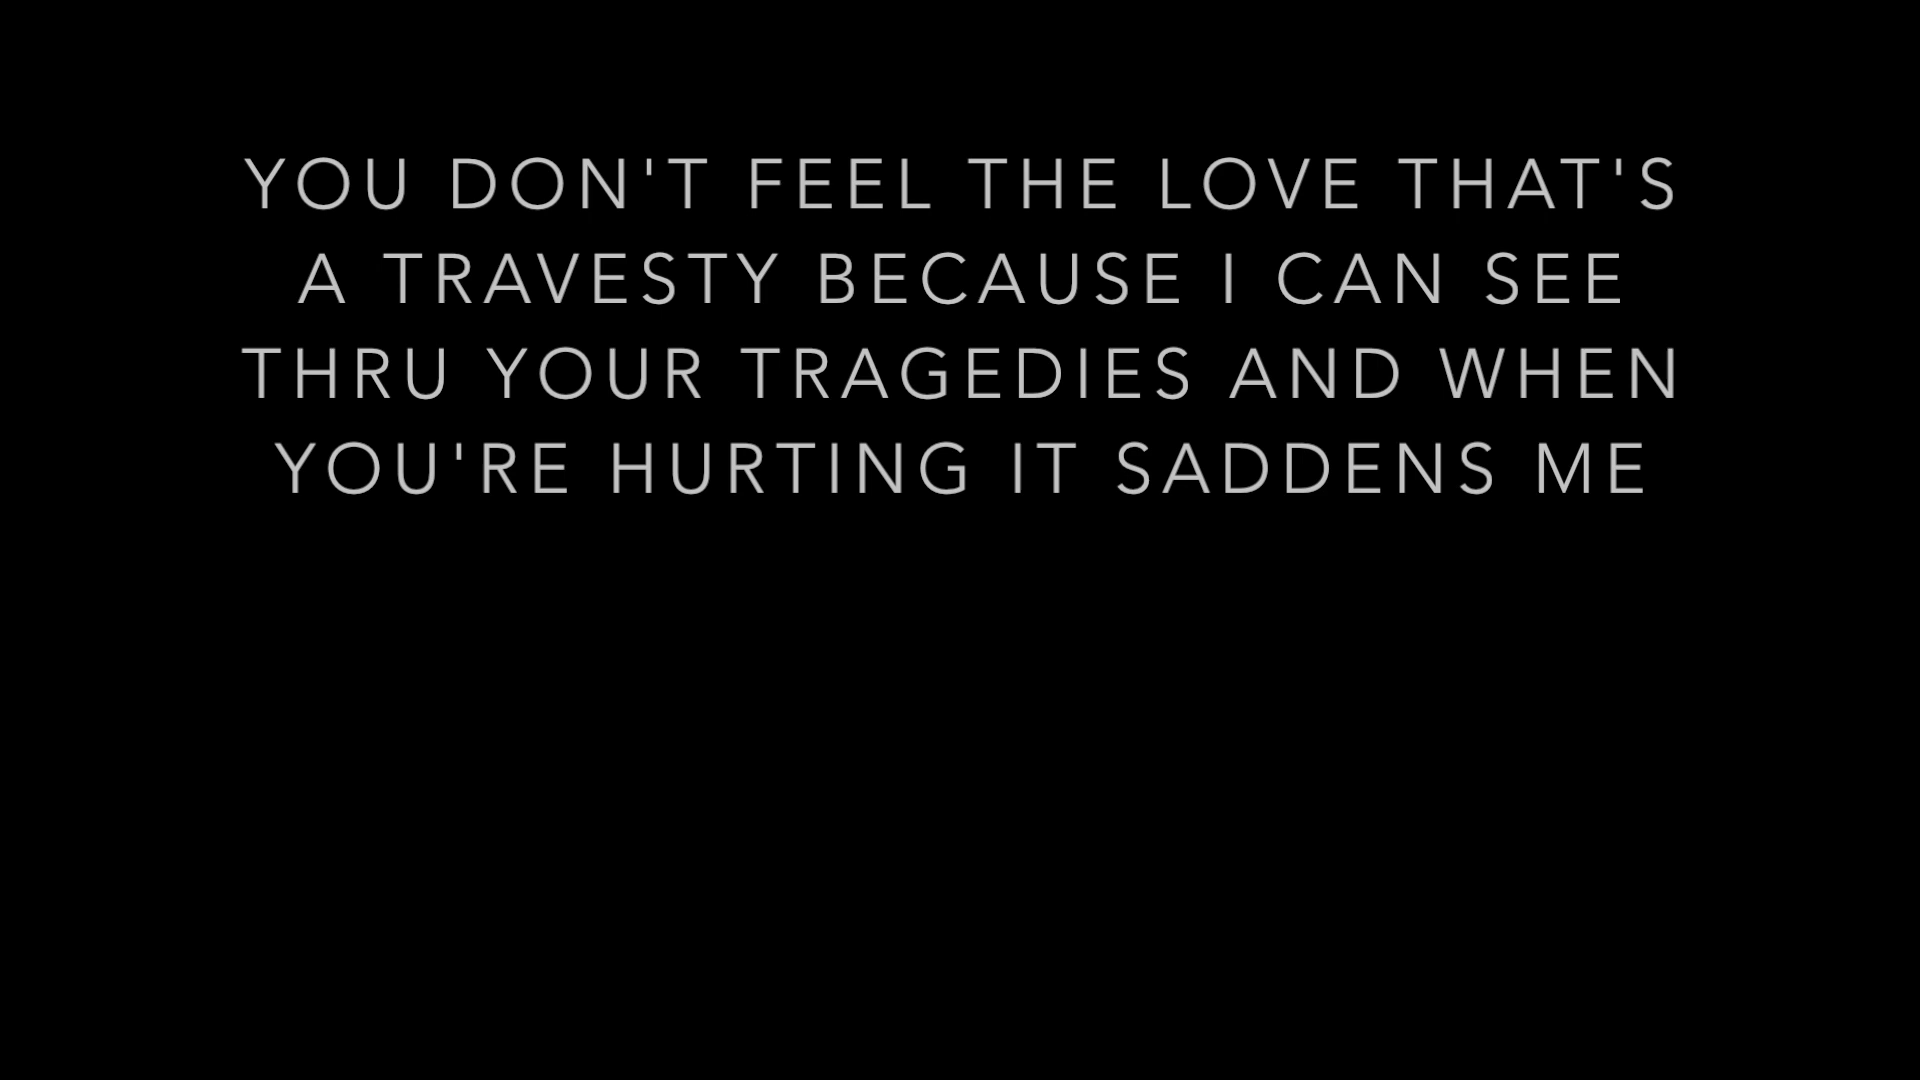 YOU DON'T FEEL THE LOVE THAT'S
A TRAVESTY BECAUSE I CAN SEE
THRU YOUR TRAGEDIES AND WHEN
YOU'RE HURTING IT SADDENS ME